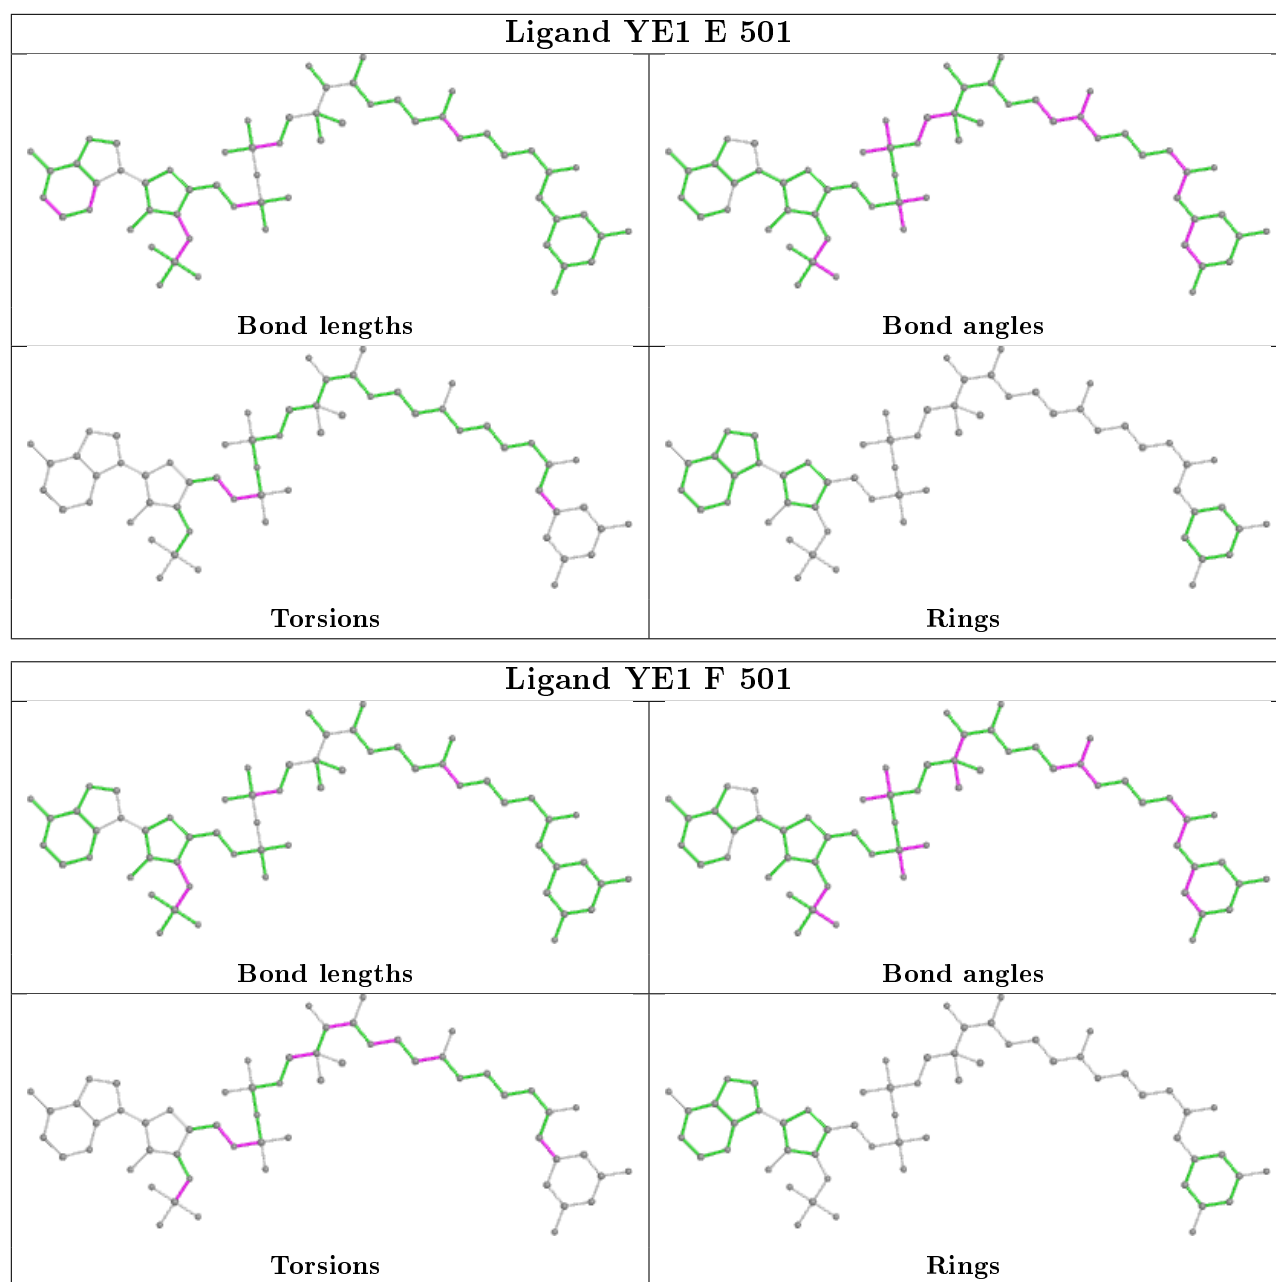 Ligand YE1 E 501
Bond lengths
Bond angles
Torsions
Rings
Ligand YE1 F 501
Bond lengths
Bond angles
Torsions
Rings